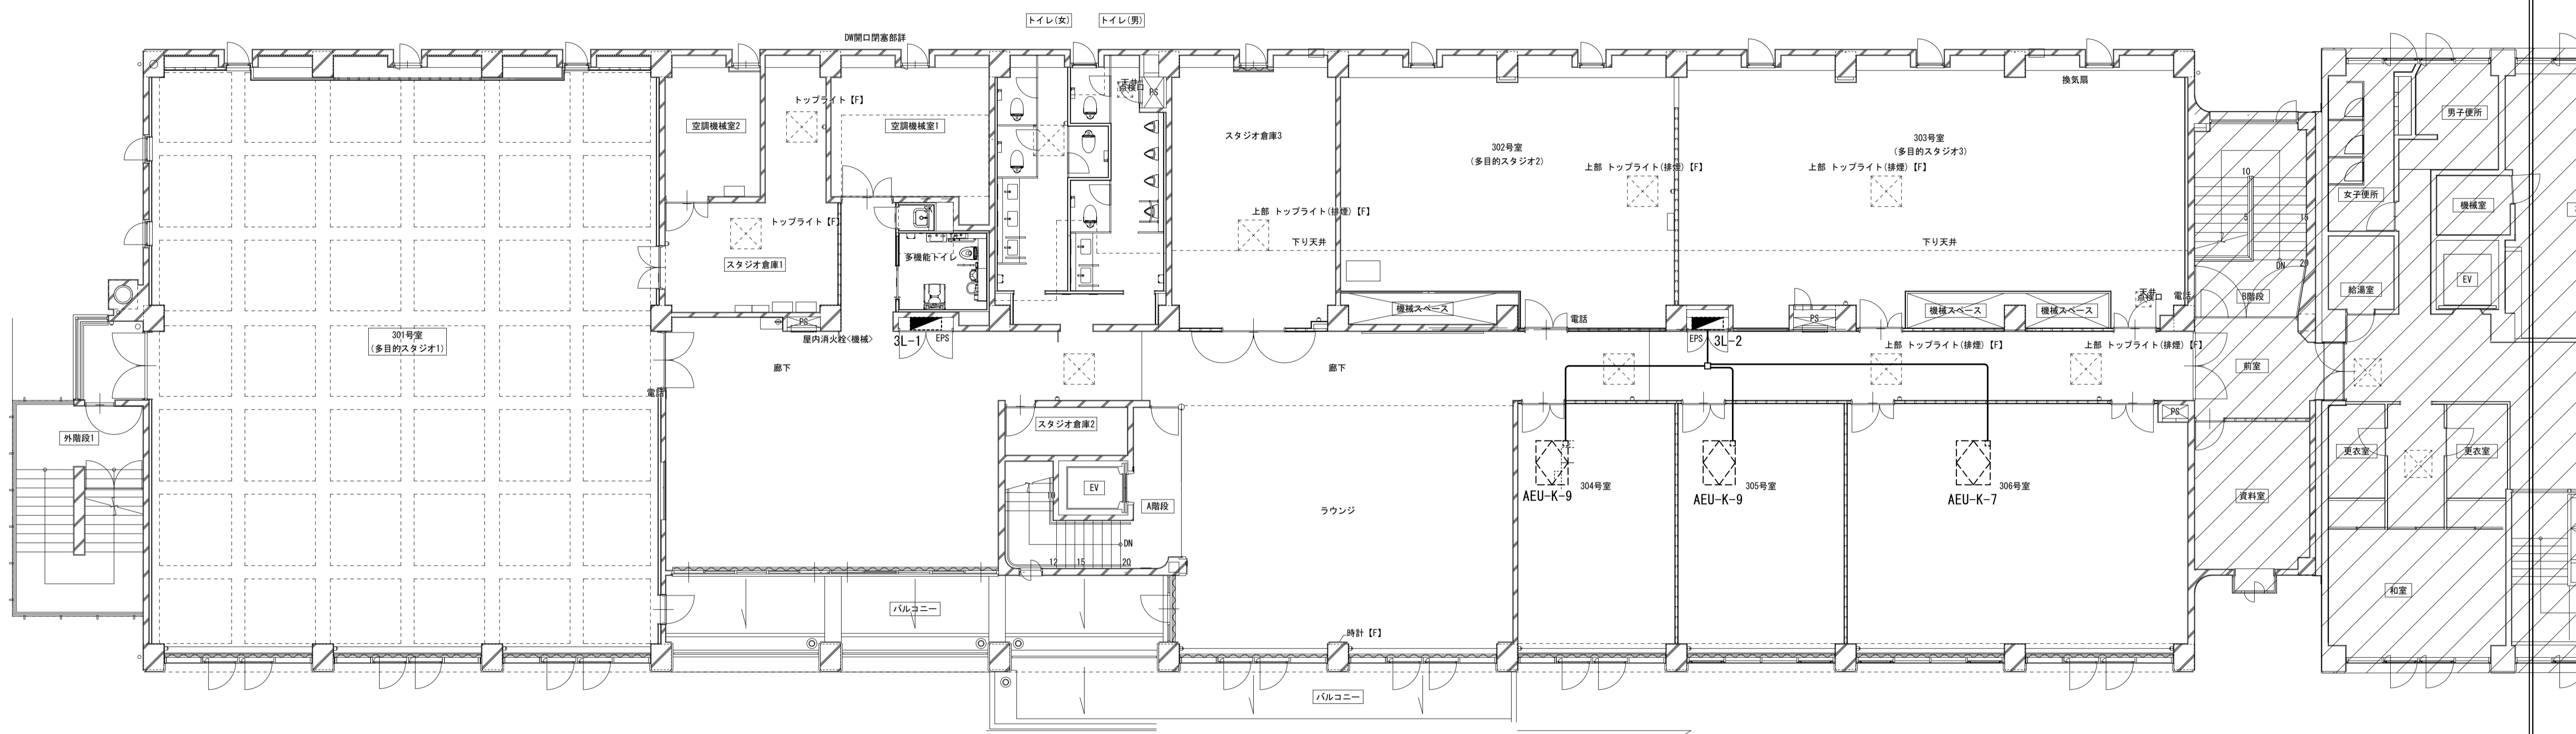 トイレ(女)
トイレ(男)
DW開口閉塞部詳
天井
点検口
PS
換気扇
トップライト【F】
空調機械室2
空調機械室1
スタジオ倉庫3
302号室
(多目的スタジオ2)
303号室
(多目的スタジオ3)
男子便所
上部 トップライト(排煙)【F】
上部 トップライト(排煙)【F】
10
女子便所
機械室
SK
トップライト【F】
上部 トップライト(排煙)【F】
5
15
下り天井
下り天井
多機能トイレ
スタジオ倉庫1
DN
20
EV
給湯室
B階段
天井
点検口
電話
機械スペース
機械スペース
機械スペース
PS
電話
PS
301号室
(多目的スタジオ1)
屋内消火栓<機械>
3L-1
EPS
EPS
3L-2
上部 トップライト(排煙)【F】
上部 トップライト(排煙)【F】
廊下
廊下
前室
電話
PS
スタジオ倉庫2
外階段1
更衣室
更衣室
EV
304号室
305号室
306号室
10
AEU-K-9
AEU-K-9
AEU-K-7
資料室
A階段
ラウンジ
DN
12
15
20
和室
バルコニー
時計【F】
バルコニー